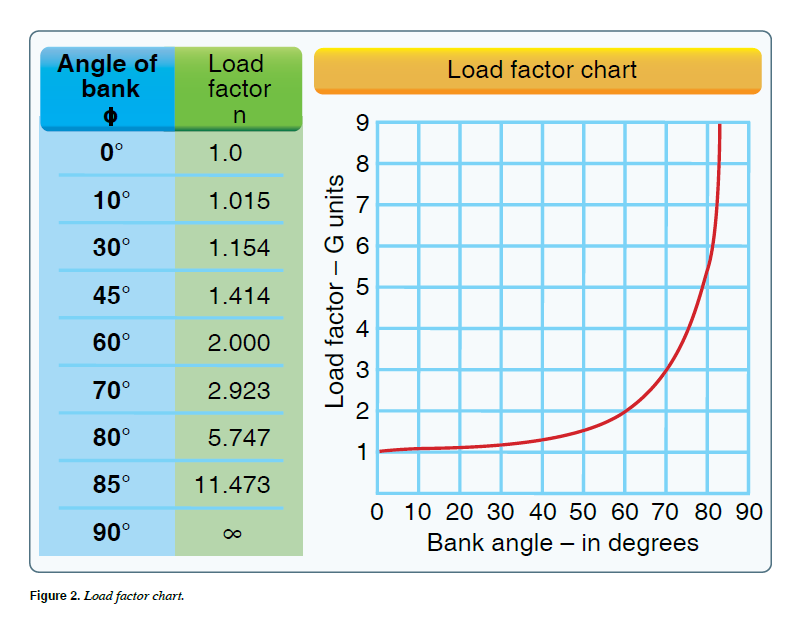 Angle of
bank
ϕ
Load
factor
n
0°
1.0
10°
1.015
30°
1.154
45°
1.414
60°
2.000
70°
2.923
80°
5.747
85°
11.473
90°
∞
Load factor chart
Load factor – G units
9
8
7
6
5
4
3
2
1
0 10 20 30 40 50 60 70 80 90
Bank angle – in degrees
Figure 2. Load factor chart.